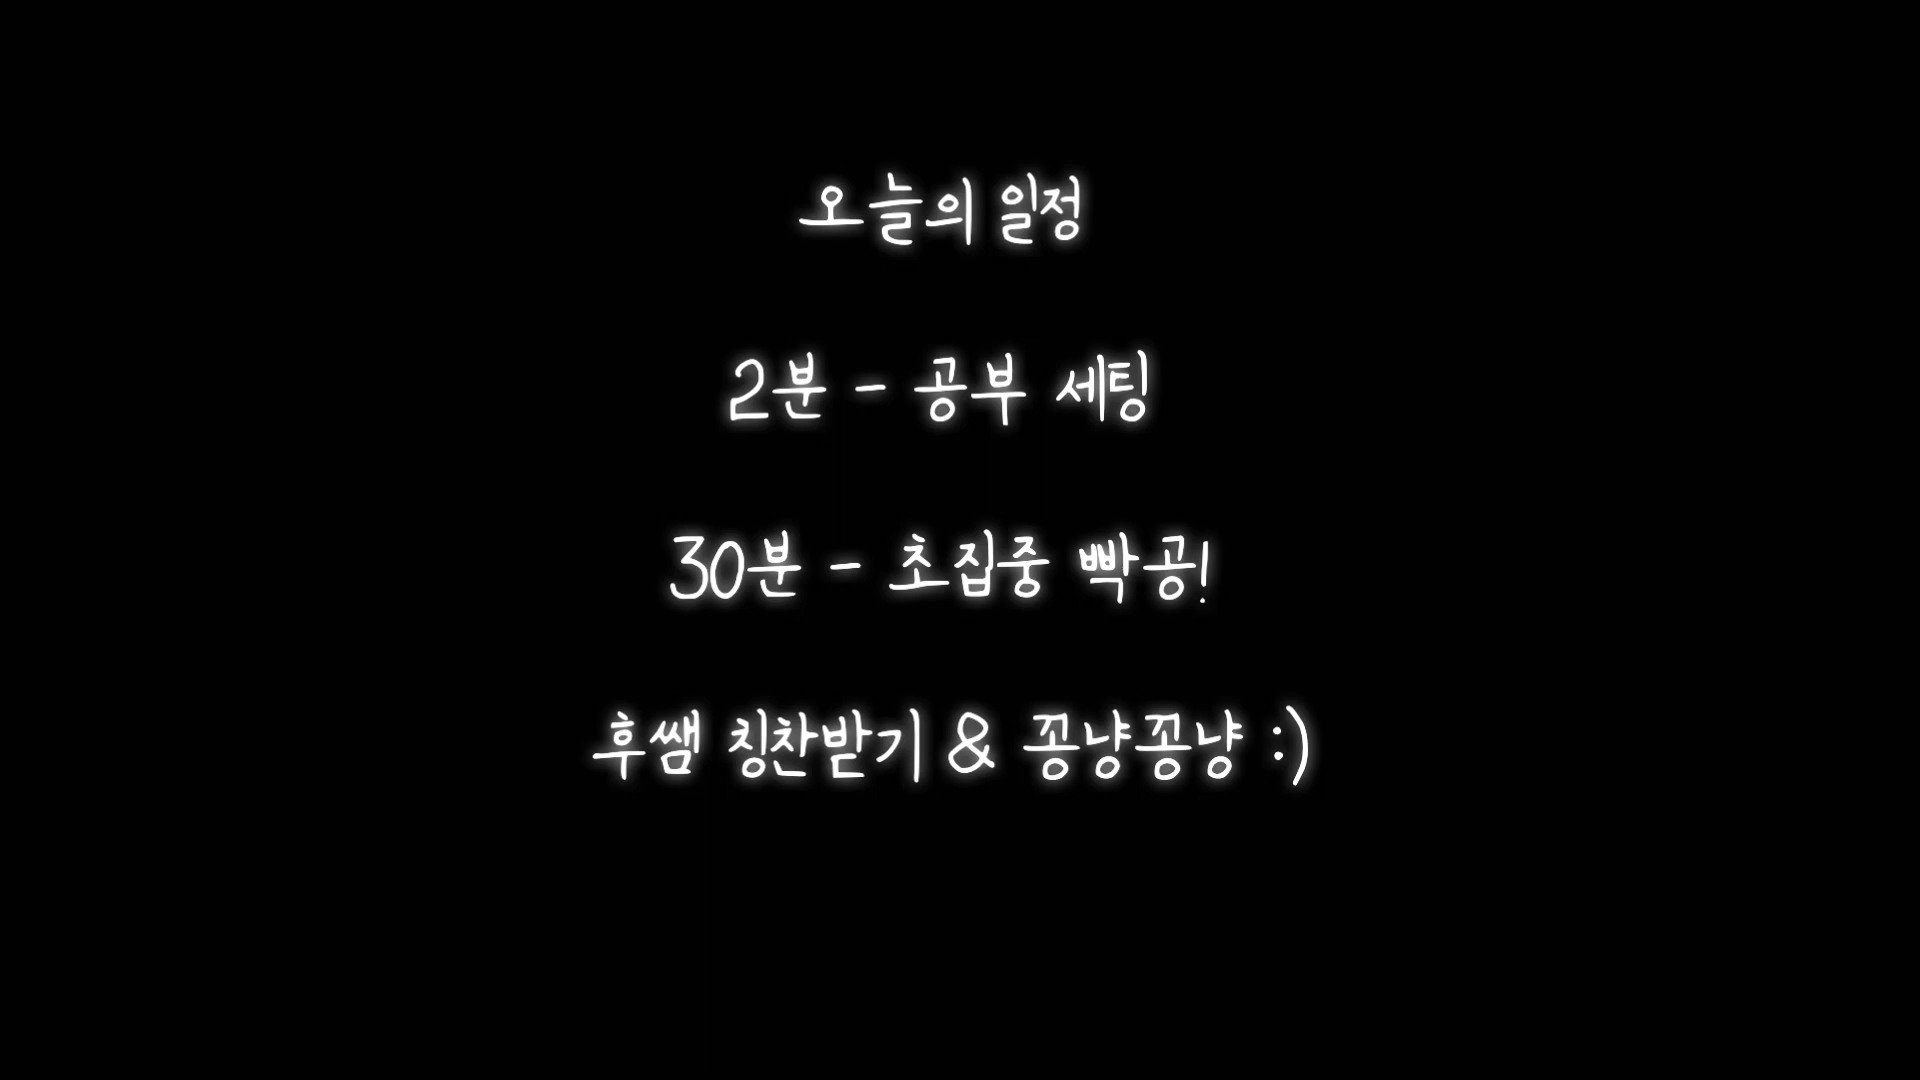 오늘의 일정
2분 - 공부 세팅
30분 - 초집중 빡공!
후쌤 칭찬받기 & 꽁냥꽁냥 :)